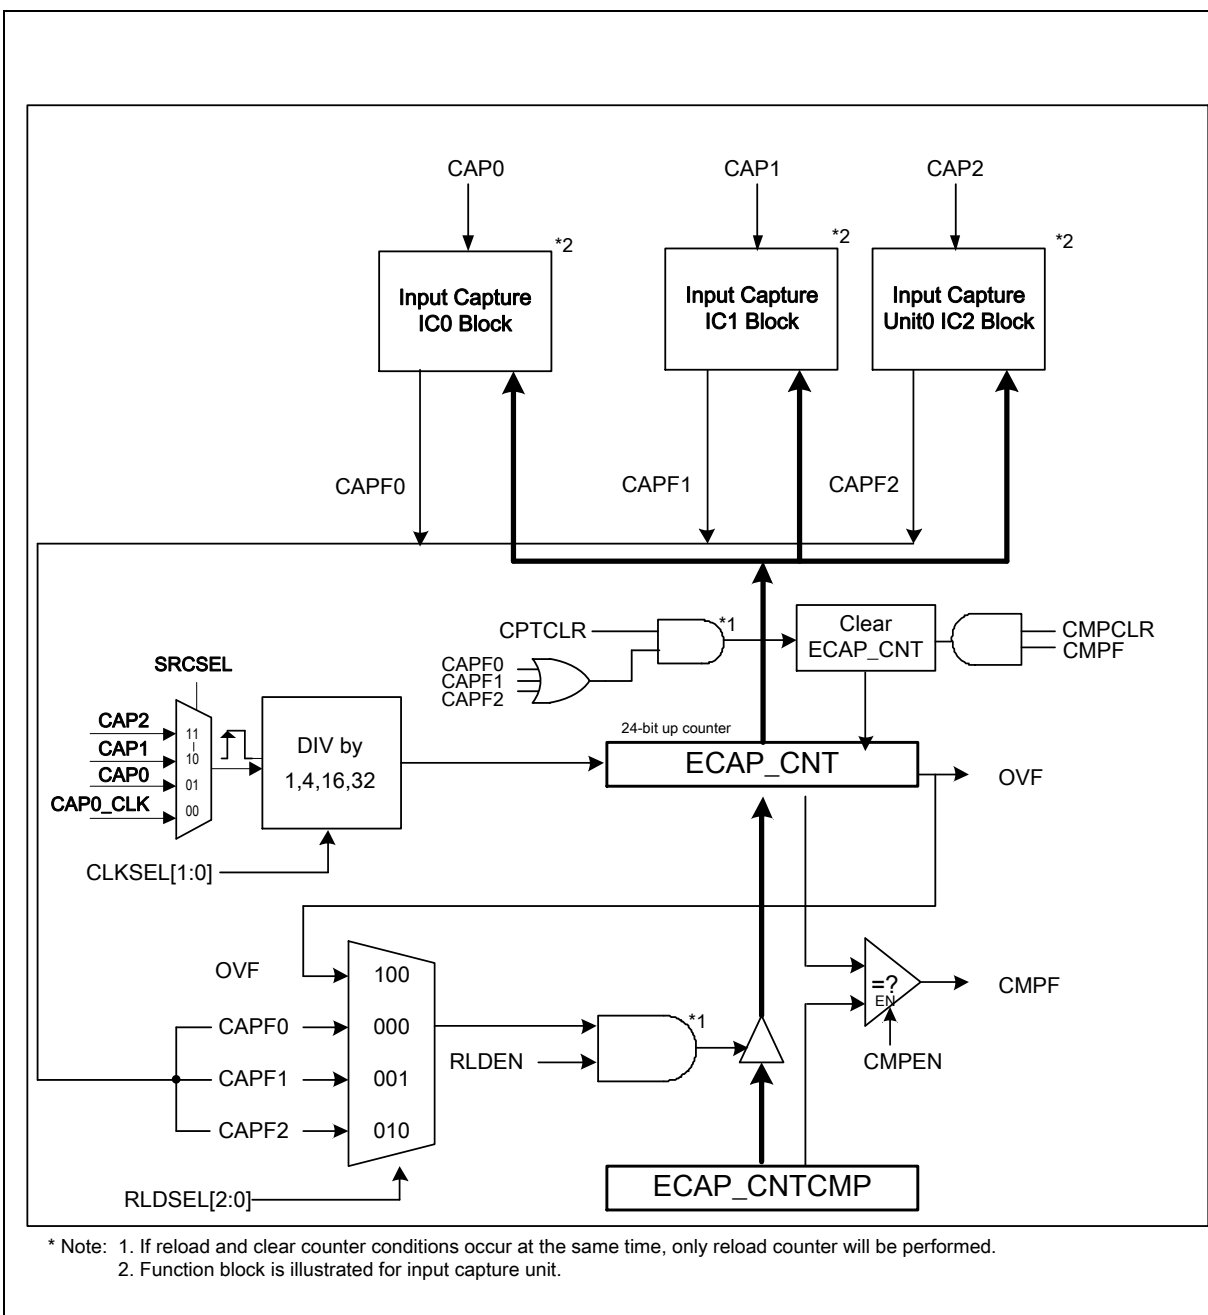 CAP0
CAP1
CAP2
*2
*2
*2
Input Capture
IC0 Block
Input Capture
IC1 Block
Input Capture
Unit0 IC2 Block
CAPF0
CAPF1
CAPF2
CPTCLR
*1
CAPF0
CAPF1
CAPF2
Clear
ECAP_CNT
CMPCLR
CMPF
SRCSEL
CAP2
CAP1
CAP0
CAP0_CLK
11
10
01
00
DIV by
1,4,16,32
CLKSEL[1:0]
24-bit up counter
ECAP_CNT
OVF
OVF
CAPF0
CAPF1
CAPF2
100
000
001
010
RLDSEL[2:0]
RLDEN
*1
=?
EN
CMPF
CMPEN
ECAP_CNTCMP
* Note: 1. If reload and clear counter conditions occur at the same time, only reload counter will be performed.
2. Function block is illustrated for input capture unit.